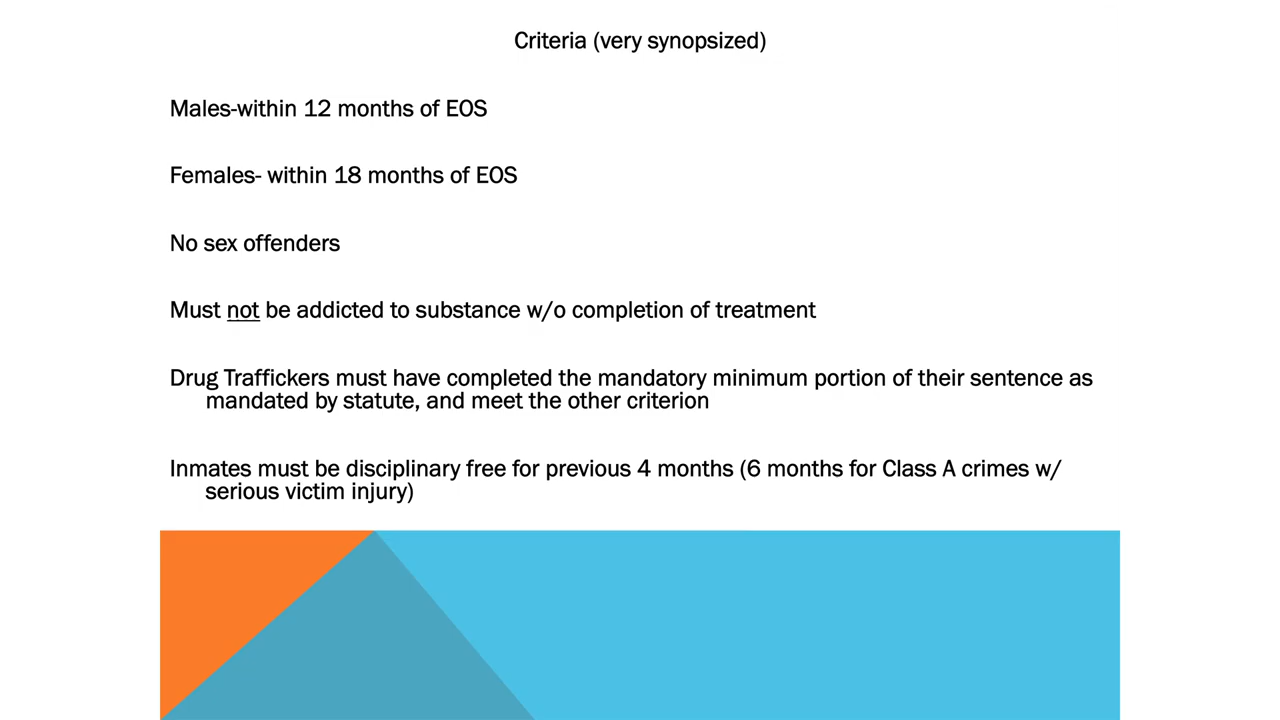 Criteria (very synopsized)
Males-within 12 months of EOS
Females- within 18 months of EOS
No sex offenders
Must not be addicted to substance w/o completion of treatment
Drug Traffickers must have completed the mandatory minimum portion of their sentence as
mandated by statute, and meet the other criterion
Inmates must be disciplinary free for previous 4 months (6 months for Class A crimes w/
serious victim injury)